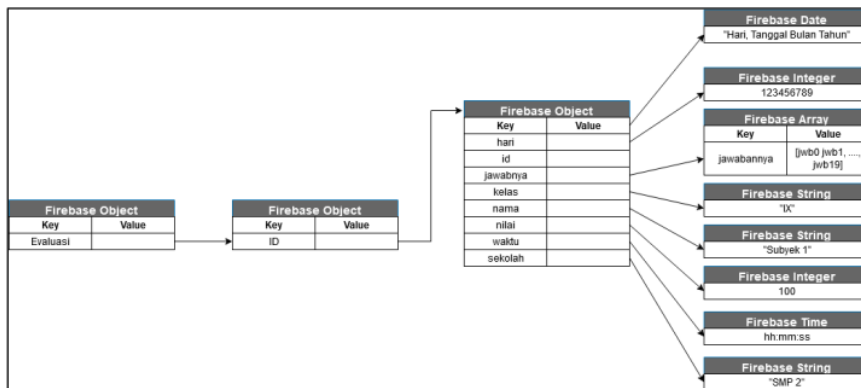 Firebase Object
Key Value
Evaluasi
Firebase Object
Key Value
ID
Firebase Object
Key Value
hari
id
jawabnya
kelas
nama
nilai
waktu
sekolah
Firebase Date
"Hari, Tanggal Bulan Tahun"
Firebase Integer
123456789
Firebase Array
Key Value
jawabannya [jwb0 jwb1, ...., jwb19]
Firebase String
"IX"
Firebase String
"Subyek 1"
Firebase Integer
100
Firebase Time
hh:mm:ss
Firebase String
"SMP 2"